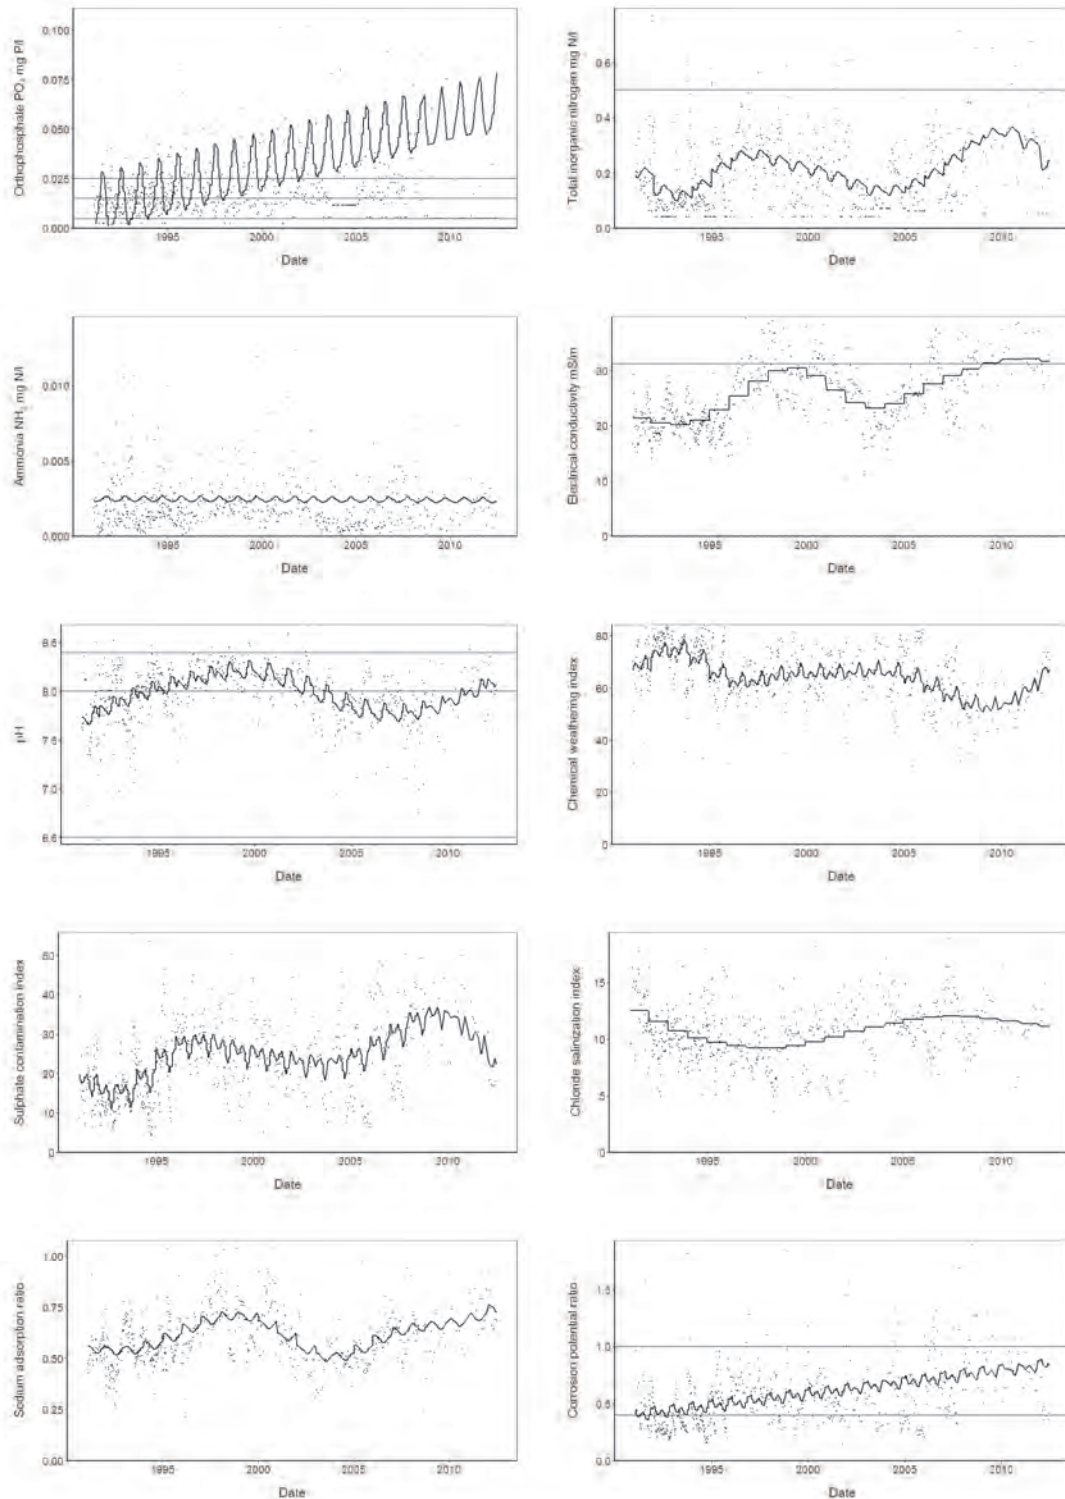 Orthophosphate PO₄ mg P/l
0.100
0.075
0.050
0.025
0.000
1995 2000 2005 2010
Date
Total inorganic nitrogen mg N/l
0.6
0.4
0.2
0.0
1995 2000 2005 2010
Date
Ammonia NH₃ mg N/l
0.010
0.005
0.000
1995 2000 2005 2010
Date
Electrical conductivity mS/m
30
20
10
0
1995 2000 2005 2010
Date
pH
8.5
8.0
7.5
7.0
6.5
1995 2000 2005 2010
Date
Chemical weathering index
80
60
40
20
0
1995 2000 2005 2010
Date
Sulphate contamination index
50
40
30
20
10
0
1995 2000 2005 2010
Date
Chloride salinization index
15
10
5
0
1995 2000 2005 2010
Date
Sodium adsorption ratio
1.00
0.75
0.50
0.25
0.00
1995 2000 2005 2010
Date
Corrosion potential ratio
1.5
1.0
0.5
0.0
1995 2000 2005 2010
Date